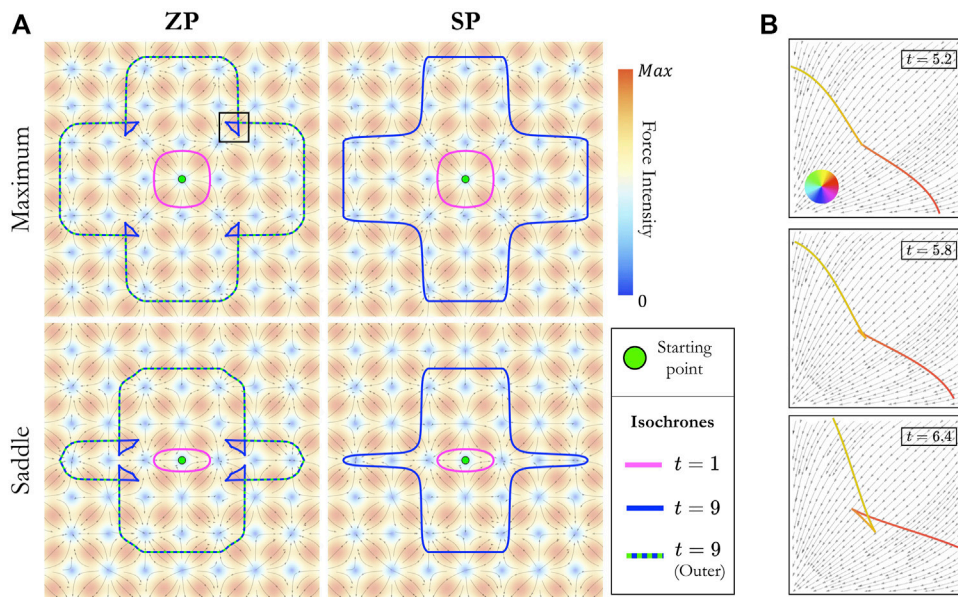 A
ZP
SP
B
Maximum
Saddle
Max
Force Intensity
0
Starting
point
Isochrones
t = 1
t = 9
t = 9
(Outer)
t = 5.2
t = 5.8
t = 6.4